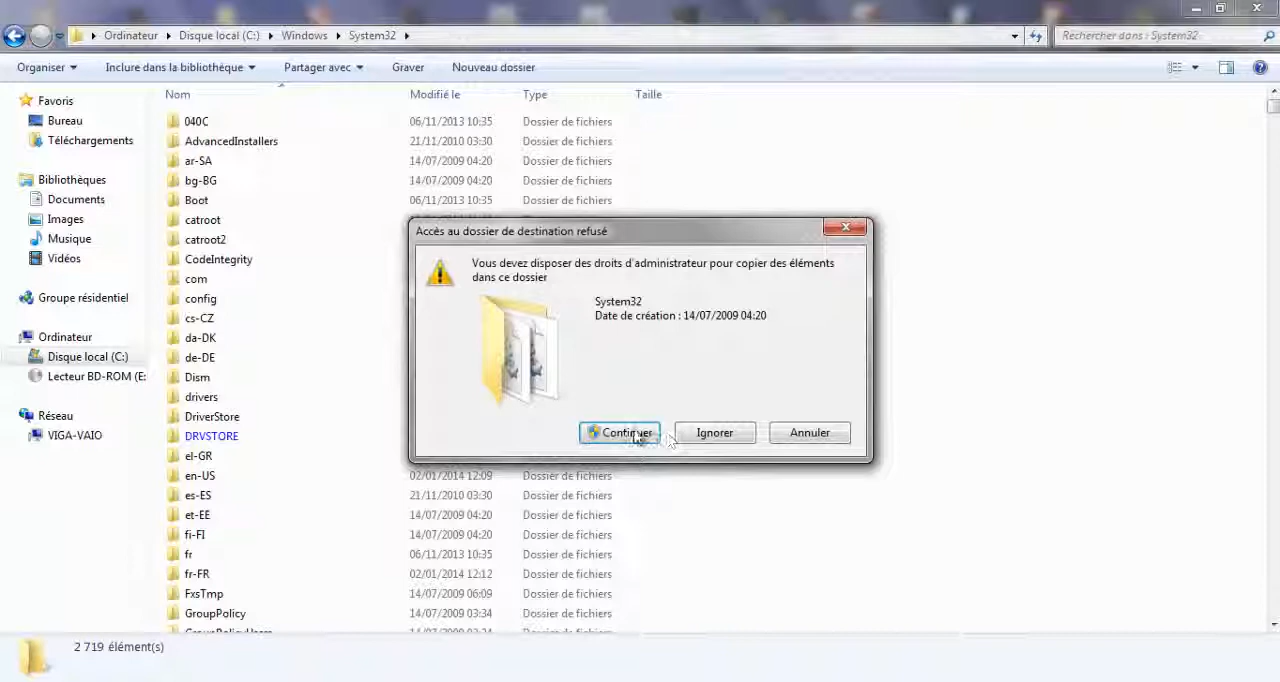 Ordinateur Disque local (C:) Windows System32 Rechercher dans : System32
Organiser Inclure dans la bibliothèque Partager avec Graver Nouveau dossier
Nom Modifié le Type Taille
Favoris
Bureau
Téléchargements
Bibliothèques
Documents
Images
Musique
Vidéos
Groupe résidentiel
Ordinateur
Disque local (C:)
Lecteur BD-ROM (E:
Réseau
VIGA-VAIO
040C 06/11/2013 10:35 Dossier de fichiers
AdvancedInstallers 21/11/2010 03:30 Dossier de fichiers
ar-SA 14/07/2009 04:20 Dossier de fichiers
bg-BG 14/07/2009 04:20 Dossier de fichiers
Boot 06/11/2013 10:35 Dossier de fichiers
catroot
catroot2
CodeIntegrity
com
config
cs-CZ
da-DK
de-DE
Dism
drivers
DriverStore
DRVSTORE
el-GR
en-US 02/01/2014 12:09 Dossier de fichiers
es-ES 21/11/2010 03:30 Dossier de fichiers
et-EE 14/07/2009 04:20 Dossier de fichiers
fi-FI 14/07/2009 04:20 Dossier de fichiers
fr 06/11/2013 10:35 Dossier de fichiers
fr-FR 02/01/2014 12:12 Dossier de fichiers
FxsTmp 14/07/2009 06:09 Dossier de fichiers
GroupPolicy 14/07/2009 03:34 Dossier de fichiers
Accès au dossier de destination refusé
Vous devez disposer des droits d'administrateur pour copier des éléments
dans ce dossier
System32
Date de création : 14/07/2009 04:20
Continuer Ignorer Annuler
2 719 élément(s)